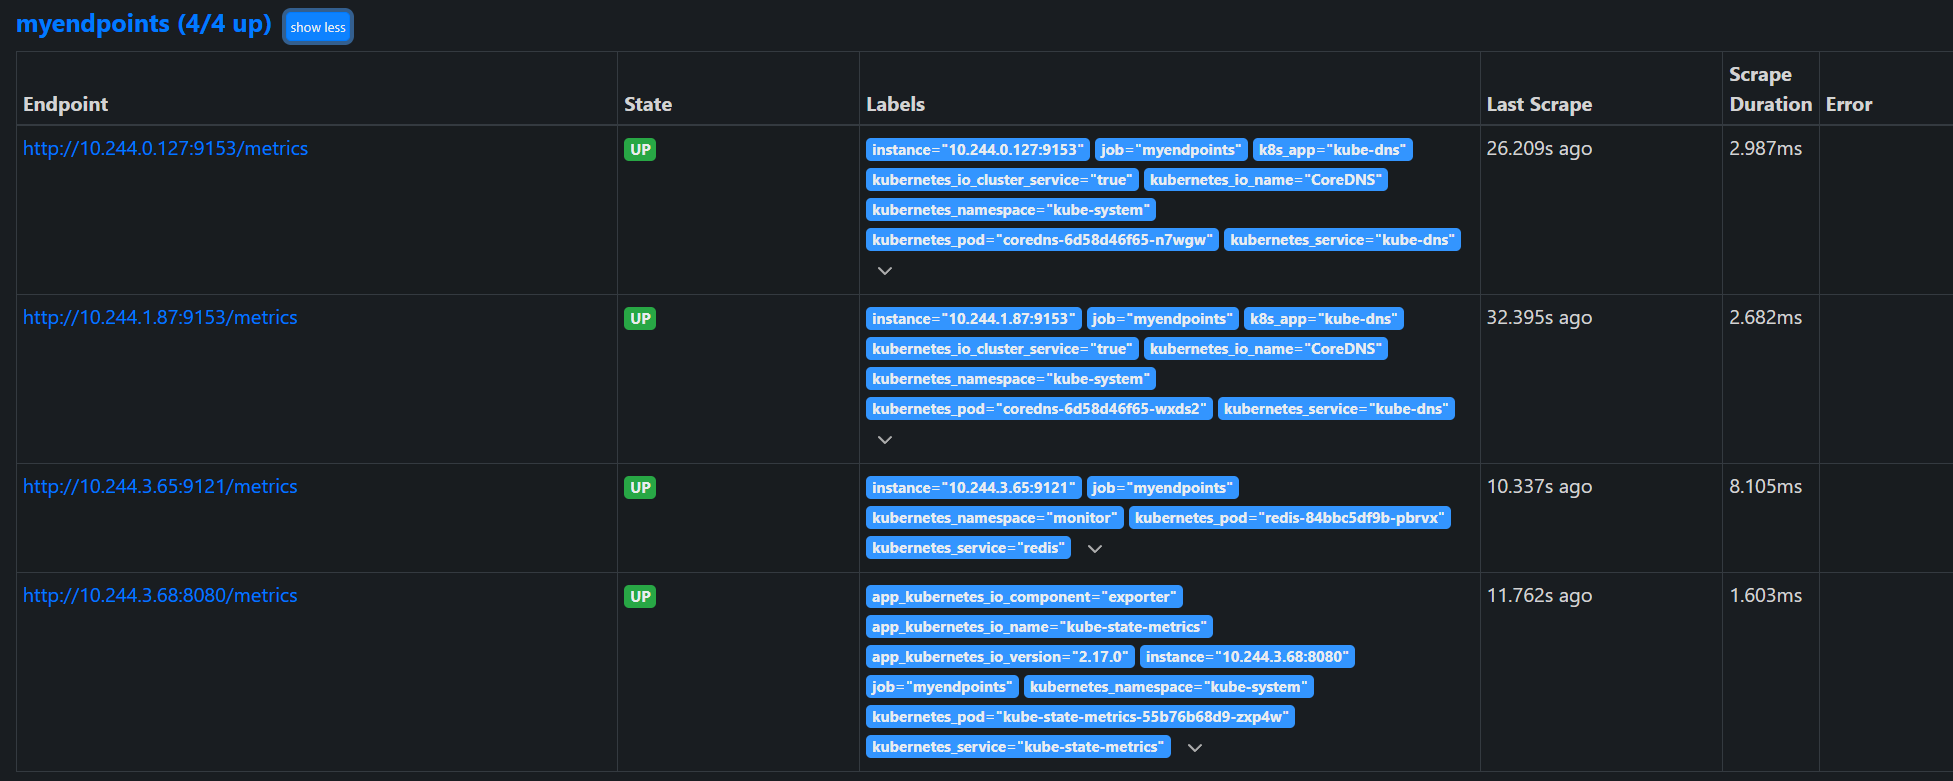 myendpoints (4/4 up) show less
Endpoint State Labels Last Scrape Scrape Duration Error
http://10.244.0.127:9153/metrics UP instance="10.244.0.127:9153" job="myendpoints" k8s_app="kube-dns" 26.209s ago 2.987ms
kubernetes_io_cluster_service="true" kubernetes_io_name="CoreDNS"
kubernetes_namespace="kube-system"
kubernetes_pod="coredns-6d58d46f65-n7wgw" kubernetes_service="kube-dns"
http://10.244.1.87:9153/metrics UP instance="10.244.1.87:9153" job="myendpoints" k8s_app="kube-dns" 32.395s ago 2.682ms
kubernetes_io_cluster_service="true" kubernetes_io_name="CoreDNS"
kubernetes_namespace="kube-system"
kubernetes_pod="coredns-6d58d46f65-wxds2" kubernetes_service="kube-dns"
http://10.244.3.65:9121/metrics UP instance="10.244.3.65:9121" job="myendpoints" 10.337s ago 8.105ms
kubernetes_namespace="monitor" kubernetes_pod="redis-84bbc5df9b-pbrvx"
kubernetes_service="redis"
http://10.244.3.68:8080/metrics UP app_kubernetes_io_component="exporter" 11.762s ago 1.603ms
app_kubernetes_io_name="kube-state-metrics"
app_kubernetes_io_version="2.17.0" instance="10.244.3.68:8080"
job="myendpoints" kubernetes_namespace="kube-system"
kubernetes_pod="kube-state-metrics-55b76b68d9-zxp4w"
kubernetes_service="kube-state-metrics"